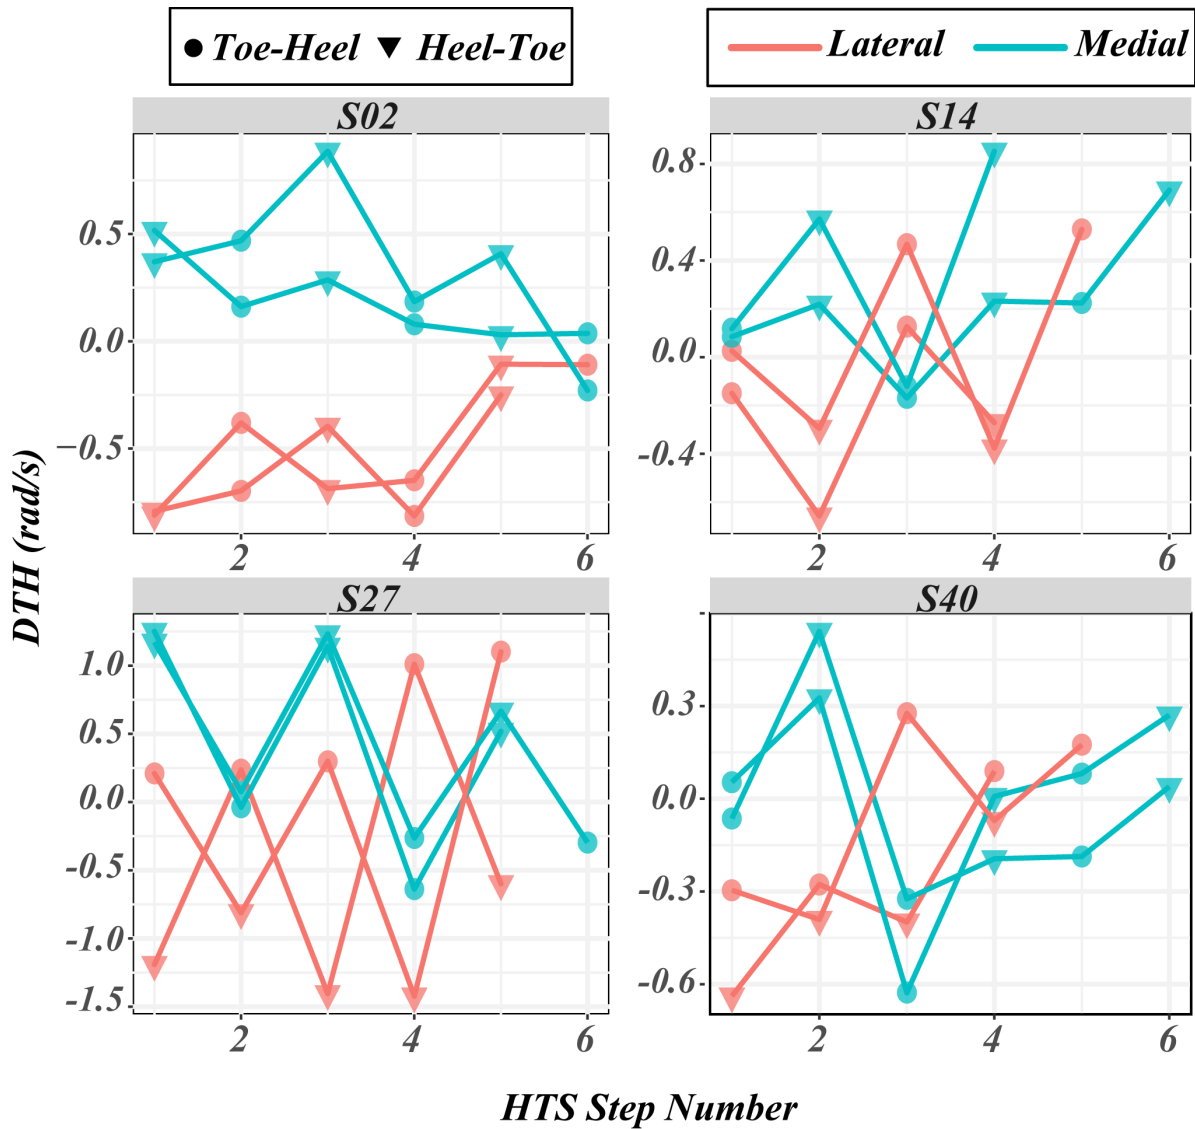 Toe-Heel Heel-Toe
Lateral Medial
S02
0.5
0.0
−0.5
2 4 6
S14
0.8
0.4
0.0
-0.4
2 4 6
DTH (rad/s)
S27
1.0
0.5
0.0
-0.5
-1.0
-1.5
2 4 6
S40
0.3
0.0
-0.3
-0.6
2 4 6
HTS Step Number